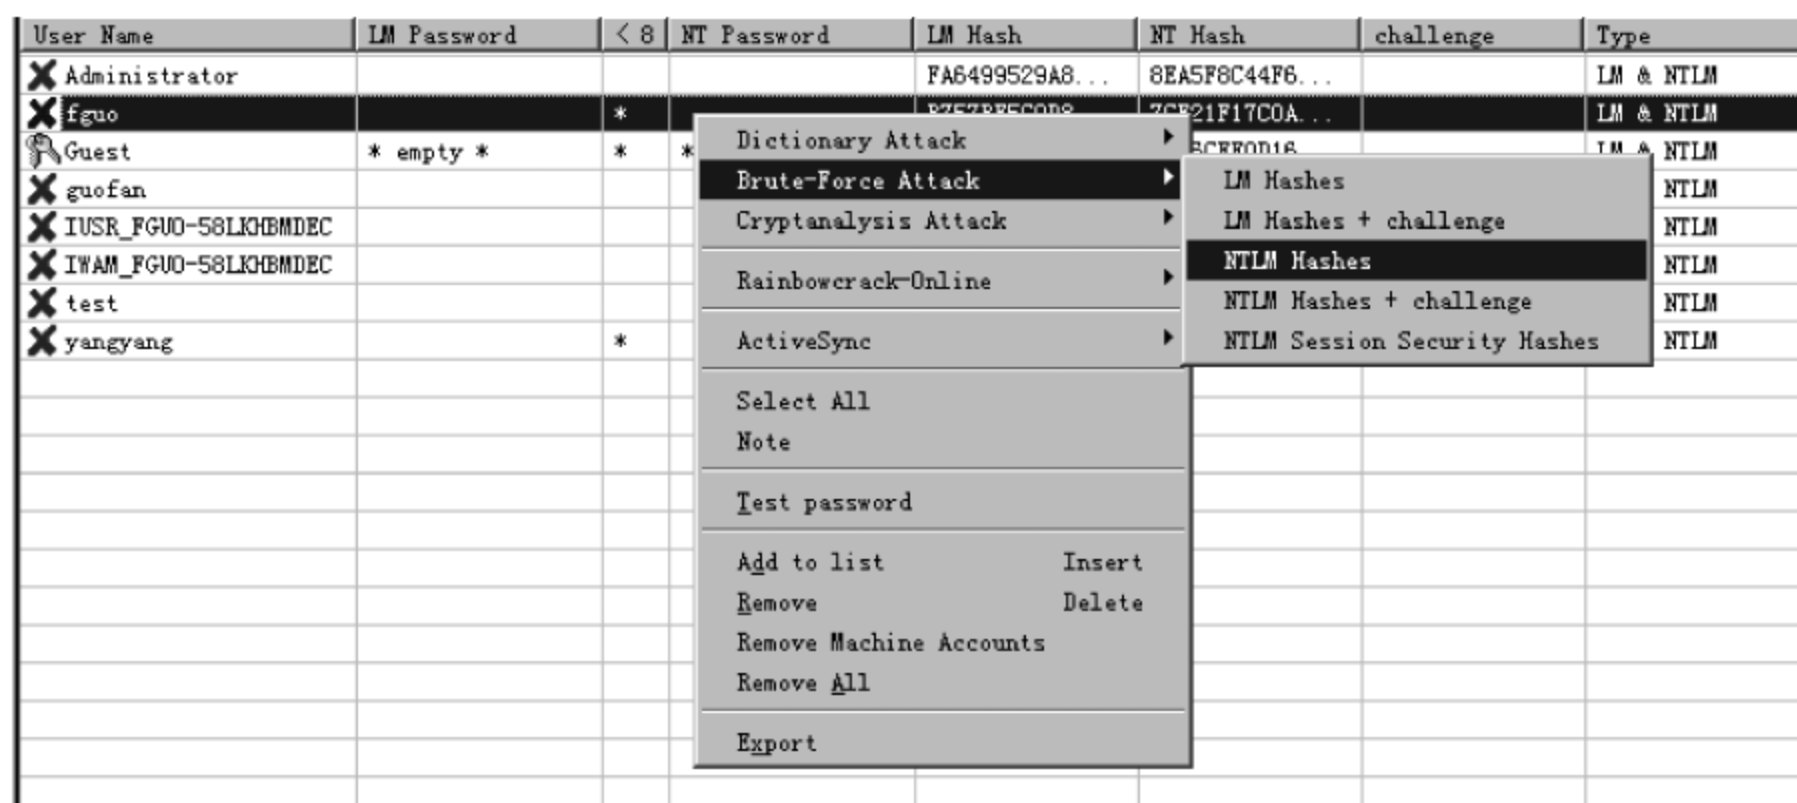 User Name LM Password < 8 NT Password LM Hash NT Hash challenge Type
Administrator FA6499529A8... 8EA5F8C44F6... LM & NTLM
fguo * 7CE21F17C0A... LM & NTLM
Guest * empty * * * LM & NTLM
guofan NTLM
IUSR_FGUO-58LKHBMDEC NTLM
IWAM_FGUO-58LKHBMDEC NTLM
test NTLM
yangyang * NTLM
Dictionary Attack
Brute-Force Attack
Cryptanalysis Attack
Rainbowcrack-Online
ActiveSync
Select All
Note
Test password
Add to list Insert
Remove Delete
Remove Machine Accounts
Remove All
Export
LM Hashes
LM Hashes + challenge
NTLM Hashes
NTLM Hashes + challenge
NTLM Session Security Hashes